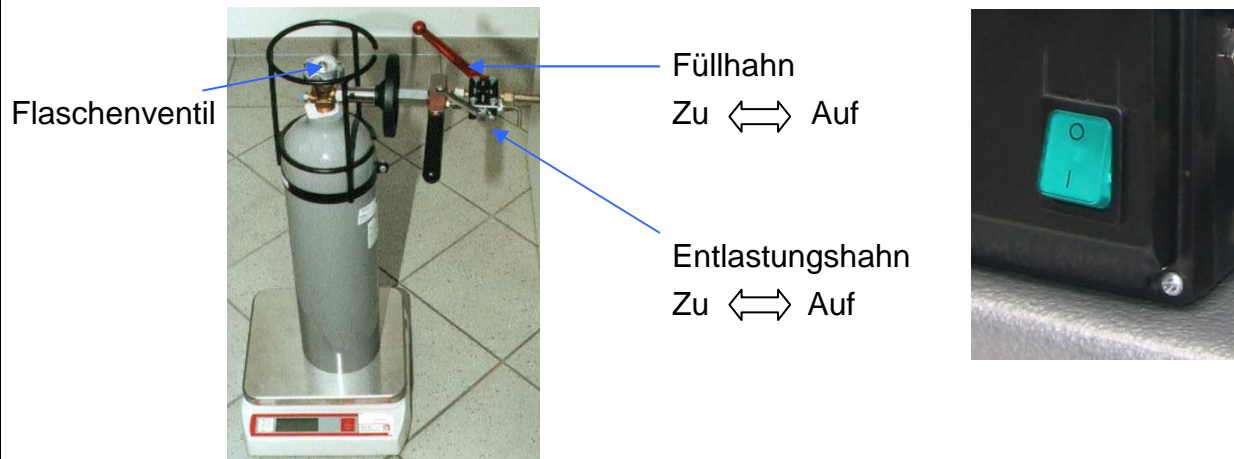 Flaschenventil
Füllhahn
Zu Auf
Entlastungshahn
Zu Auf
O
I